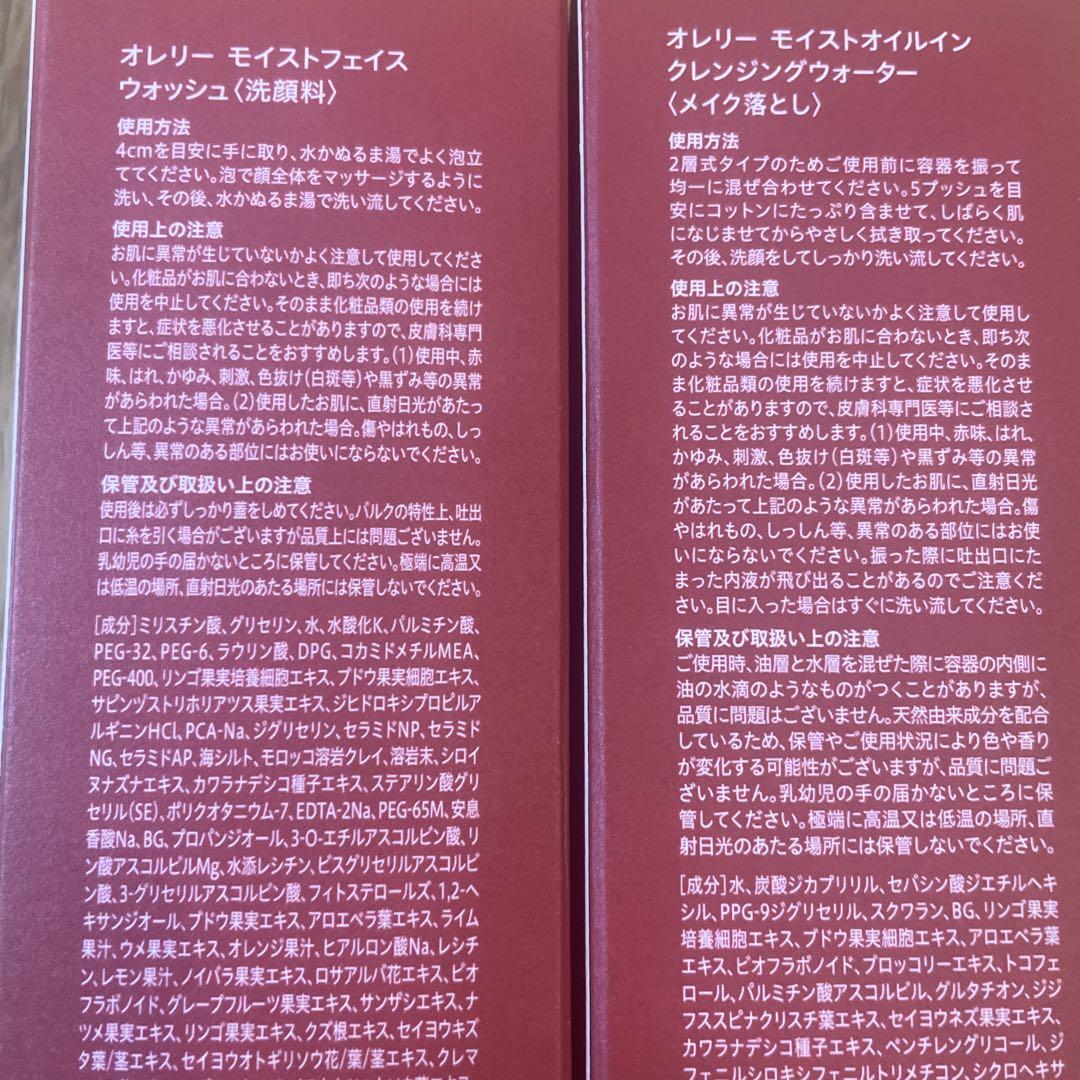 オレリー モイストフェイス
ウォッシュ〈洗顔料〉
使用方法
4cmを目安に手に取り、水かぬるま湯でよく泡立
ててください。泡で顔全体をマッサージするように
洗い、その後、水かぬるま湯で洗い流してください。
使用上の注意
お肌に異常が生じていないかよく注意して使用してくださ
い。化粧品がお肌に合わないとき、即ち次のような場合には
使用を中止してください。そのまま化粧品類の使用を続け
ますと、症状を悪化させることがありますので、皮膚科専門
医等にご相談されることをおすすめします。(1)使用中、赤
味、はれ、かゆみ、刺激、色抜け(白斑等)や黒ずみ等の異常
があらわれた場合。(2)使用したお肌に、直射日光があたっ
て上記のような異常があらわれた場合。傷やはれもの、しっ
しん等、異常のある部位にはお使いにならないでください。
保管及び取扱い上の注意
使用後は必ずしっかり蓋をしめてください。バルクの特性上、吐出
口に糸を引く場合がございますが品質上には問題ございません。
乳幼児の手の届かないところに保管してください。極端に高温又
は低温の場所、直射日光のあたる場所には保管しないでください。
[成分]ミリスチン酸、グリセリン、水、水酸化K、パルミチン酸、
PEG-32、PEG-6、ラウリン酸、DPG、コカミドメチルMEA、
PEG-400、リンゴ果実培養細胞エキス、ブドウ果実細胞エキス、
サピンヅストリホリアツス果実エキス、ジヒドロキシプロピルア
ルギニンHCl、PCA-Na、ジグリセリン、セラミドNP、セラミド
NG、セラミドAP、海シルト、モロッコ溶岩クレイ、溶岩末、シロイ
ヌナズナエキス、カワラナデシコ種子エキス、ステアリン酸グリ
セリル(SE)、ポリクオタニウム-7、EDTA-2Na、PEG-65M、安息
香酸Na、BG、プロパンジオール、3-O-エチルアスコルビン酸、リ
ン酸アスコルビルMg、水添レシチン、ビスグリセリルアスコルビ
ン酸、3-グリセリルアスコルビン酸、フィトステロールズ、1,2-ヘ
キサンジオール、ブドウ果実エキス、アロエベラ葉エキス、ライム
果汁、ウメ果実エキス、オレンジ果汁、ヒアルロン酸Na、レシチ
ン、レモン果汁、ノイバラ果実エキス、ロサアルバ花エキス、ビオ
フラボノイド、グレープフルーツ果実エキス、サンザシエキス、ナ
ツメ果実エキス、リンゴ果実エキス、クズ根エキス、セイヨウキズ
タ葉/茎エキス、セイヨウオトギリソウ花/葉/茎エキス、クレマ
オレリー モイストオイルイン
クレンジングウォーター
〈メイク落とし〉
使用方法
2層式タイプのためご使用前に容器を振って
均一に混ぜ合わせてください。5プッシュを目
安にコットンにたっぷり含ませて、しばらく肌
になじませてからやさしく拭き取ってください。
その後、洗顔をしてしっかり洗い流してください。
使用上の注意
お肌に異常が生じていないかよく注意して使用し
てください。化粧品がお肌に合わないとき、即ち次
のような場合には使用を中止してください。そのま
ま化粧品類の使用を続けますと、症状を悪化させ
ることがありますので、皮膚科専門医等にご相談さ
れることをおすすめします。(1)使用中、赤味、はれ、
かゆみ、刺激、色抜け(白斑等)や黒ずみ等の異常
があらわれた場合。(2)使用したお肌に、直射日光
があたって上記のような異常があらわれた場合。傷
やはれもの、しっしん等、異常のある部位にはお使
いにならないでください。振った際に吐出口にた
まった内液が飛び出ることがあるのでご注意くだ
さい。目に入った場合はすぐに洗い流してください。
保管及び取扱い上の注意
ご使用時、油層と水層を混ぜた際に容器の内側に
油の水滴のようなものがつくことがありますが、
品質に問題はございません。天然由来成分を配合
しているため、保管やご使用状況により色や香り
が変化する可能性がございますが、品質に問題ご
ざいません。乳幼児の手の届かないところに保
管してください。極端に高温又は低温の場所、直
射日光のあたる場所には保管しないでください。
[成分]水、炭酸ジカプリリル、セバシン酸ジエチルヘキ
シル、PPG-9ジグリセリル、スクワラン、BG、リンゴ果実
培養細胞エキス、ブドウ果実細胞エキス、アロエベラ葉
エキス、ビオフラボノイド、ブロッコリーエキス、トコフェ
ロール、パルミチン酸アスコルビル、グルタチオン、ジジ
フススピナクリスチ葉エキス、セイヨウネズ果実エキス、
カワラナデシコ種子エキス、ペンチレングリコール、ジ
フェニルシロキシフェニルトリメチコン、シクロヘキサ